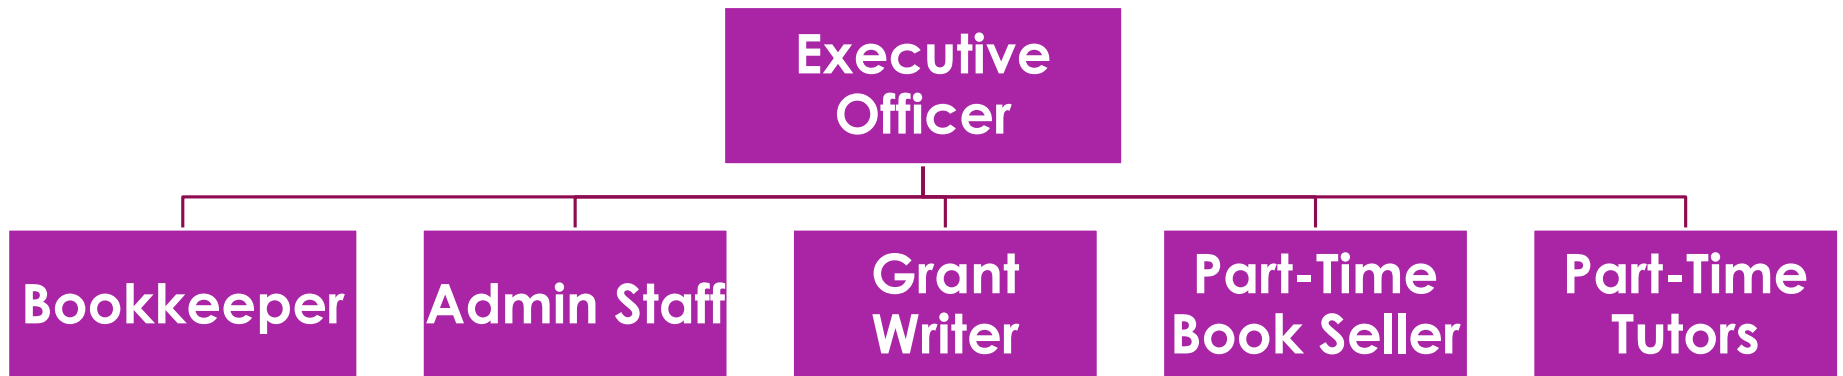 Executive
Officer
Bookkeeper
Admin Staff
Grant
Writer
Part-Time
Book Seller
Part-Time
Tutors